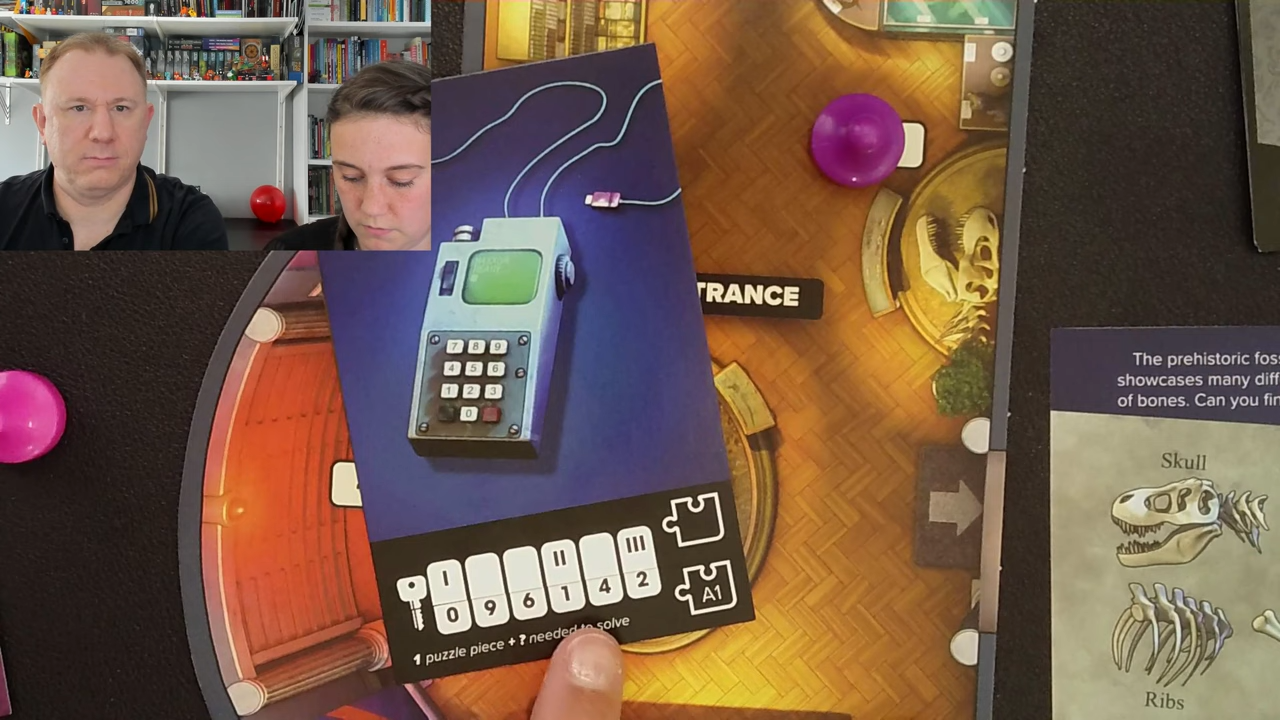 TRANCE
7 8 9
4 5 6
1 2 3
0
I II III
0 9 6 1 4 2
A1
1 puzzle piece + ? needed to solve
The prehistoric fos
showcases many diff
of bones. Can you fin
Skull
Ribs